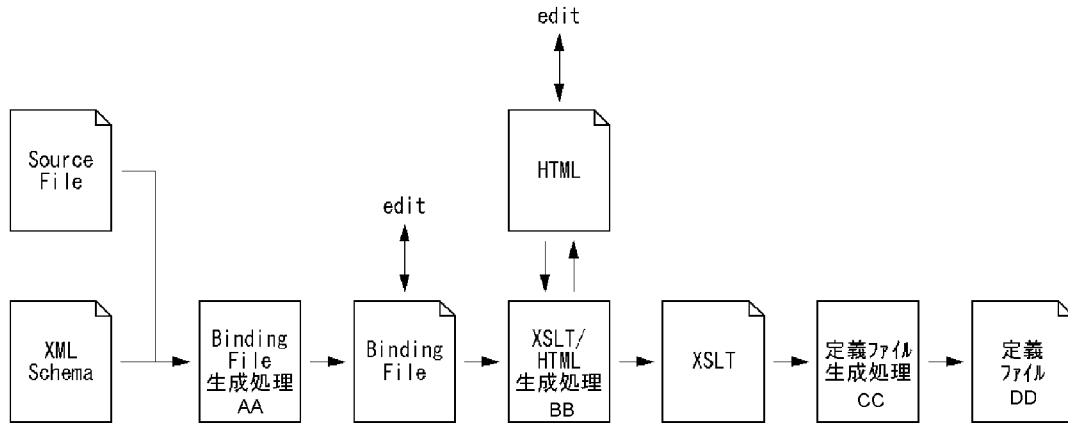 edit
Source
File
HTML
edit
XML
Schema
Binding
File
生成処理
AA
Binding
File
XSLT/
HTML
生成処理
BB
XSLT
定義ファイル
生成処理
CC
定義
ファイル
DD